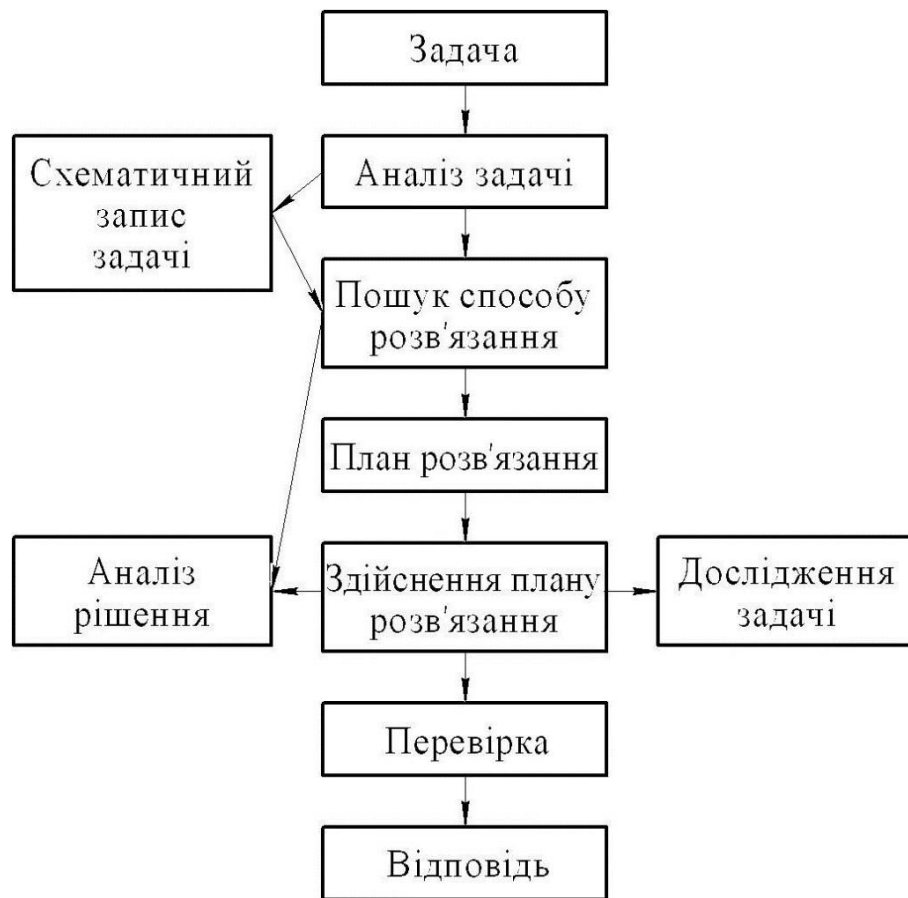 Задача
Схематичний
запис
задачі
Аналіз задачі
Пошук способу
розв'язання
План розв'язання
Аналіз
рішення
Здійснення плану
розв'язання
Дослідження
задачі
Перевірка
Відповідь